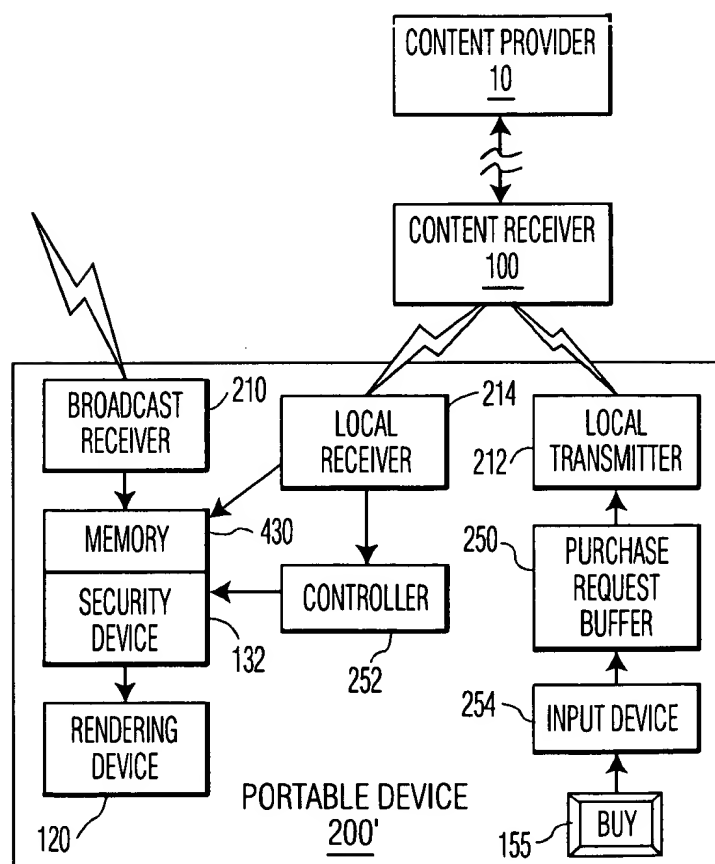 CONTENT PROVIDER
10
CONTENT RECEIVER
100
BROADCAST
RECEIVER
210
LOCAL
RECEIVER
214
LOCAL
TRANSMITTER
212
MEMORY
430
SECURITY
DEVICE
132
CONTROLLER
252
PURCHASE
REQUEST
BUFFER
250
RENDERING
DEVICE
120
INPUT DEVICE
254
BUY
155
PORTABLE DEVICE
200'